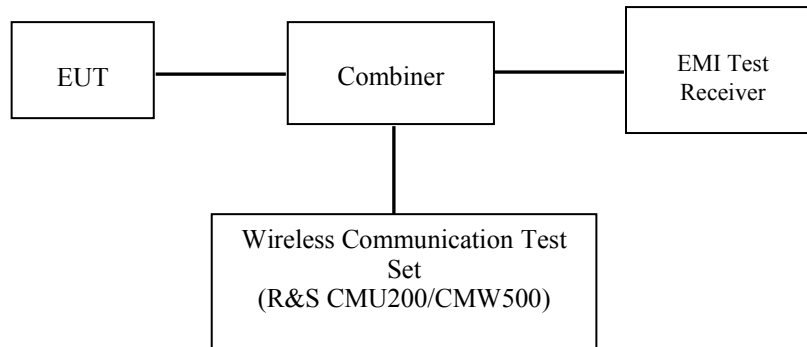 EUT
Combiner
EMI Test
Receiver
Wireless Communication Test
Set
(R&S CMU200/CMW500)